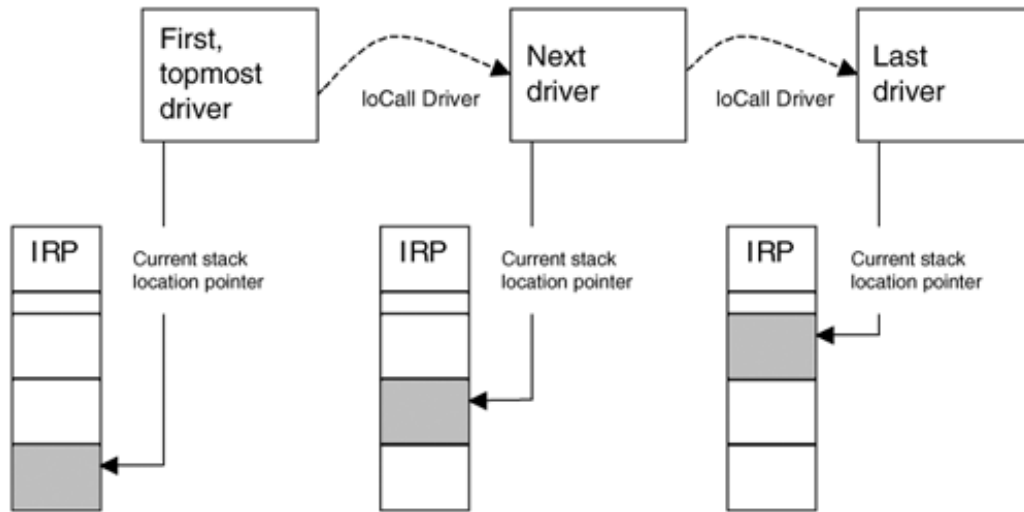 First,
topmost
driver
IoCall Driver
Next
driver
IoCall Driver
Last
driver
IRP
Current stack
location pointer
IRP
Current stack
location pointer
IRP
Current stack
location pointer